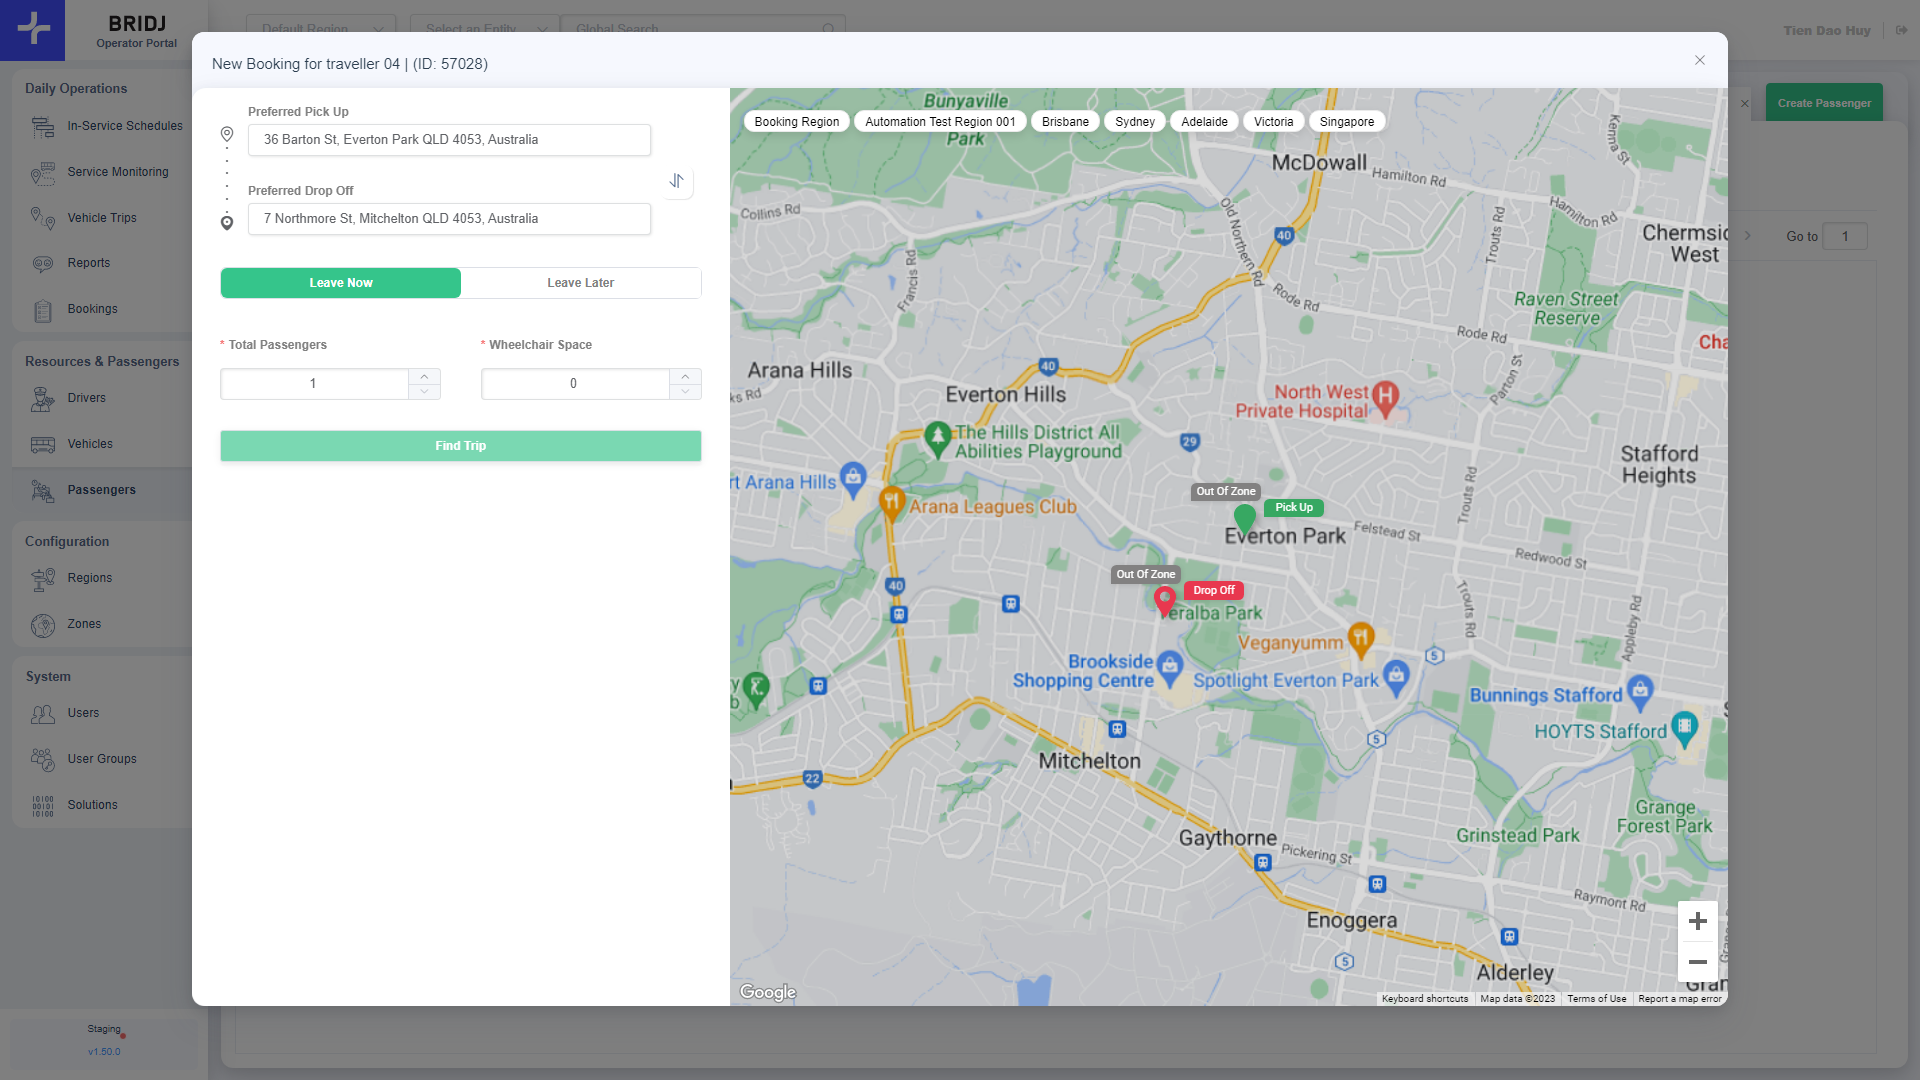 BRIDJ
Operator Portal
Default Region
Select an Entity
Global Search
Tien Dao Huy
Daily Operations
In-Service Schedules
Service Monitoring
Vehicle Trips
Reports
Bookings
Resources & Passengers
Drivers
Vehicles
Passengers
Configuration
Regions
Zones
System
Users
User Groups
Solutions
Staging
v1.50.0
Create Passenger
Go to 1
New Booking for traveller 04 | (ID: 57028)
Preferred Pick Up
36 Barton St, Everton Park QLD 4053, Australia
Preferred Drop Off
7 Northmore St, Mitchelton QLD 4053, Australia
Leave Now
Leave Later
* Total Passengers
* Wheelchair Space
1
0
Find Trip
Booking Region
Automation Test Region 001
Brisbane
Sydney
Adelaide
Victoria
Singapore
Bunyaville
Park
McDowall
Hamilton Rd
Hamilton Rd
Kema St
Collins Rd
Old Northern Rd
40
Trouts Rd
Chermsid
West
Francis Rd
Rode Rd
Raven Street
Reserve
Rode Rd
Cha
Arana Hills
40
Everton Hills
ks Rd
Parton St
North West
Private Hospital
H
The Hills District All
Abilities Playground
29
Stafford
Heights
rt Arana Hills
Arana Leagues Club
Trouts Rd
Out Of Zone
Pick Up
Everton Park
Felstead St
Redwood St
Out Of Zone
Drop Off
40
eralba Park
Trouts Rd
Appleby Rd
Veganyumm
5
Brookside
Shopping Centre
Spotlight Everton Park
Bunnings Stafford
y
b
HOYTS Stafford
S
5
Mitchelton
22
Grange
Forest Park
Grinstead Park
Gaythorne
Pickering St
Raymont Rd
Enoggera
5
Alderley
Gran
Google
Keyboard shortcuts
Map data ©2023
Terms of Use
Report a map error